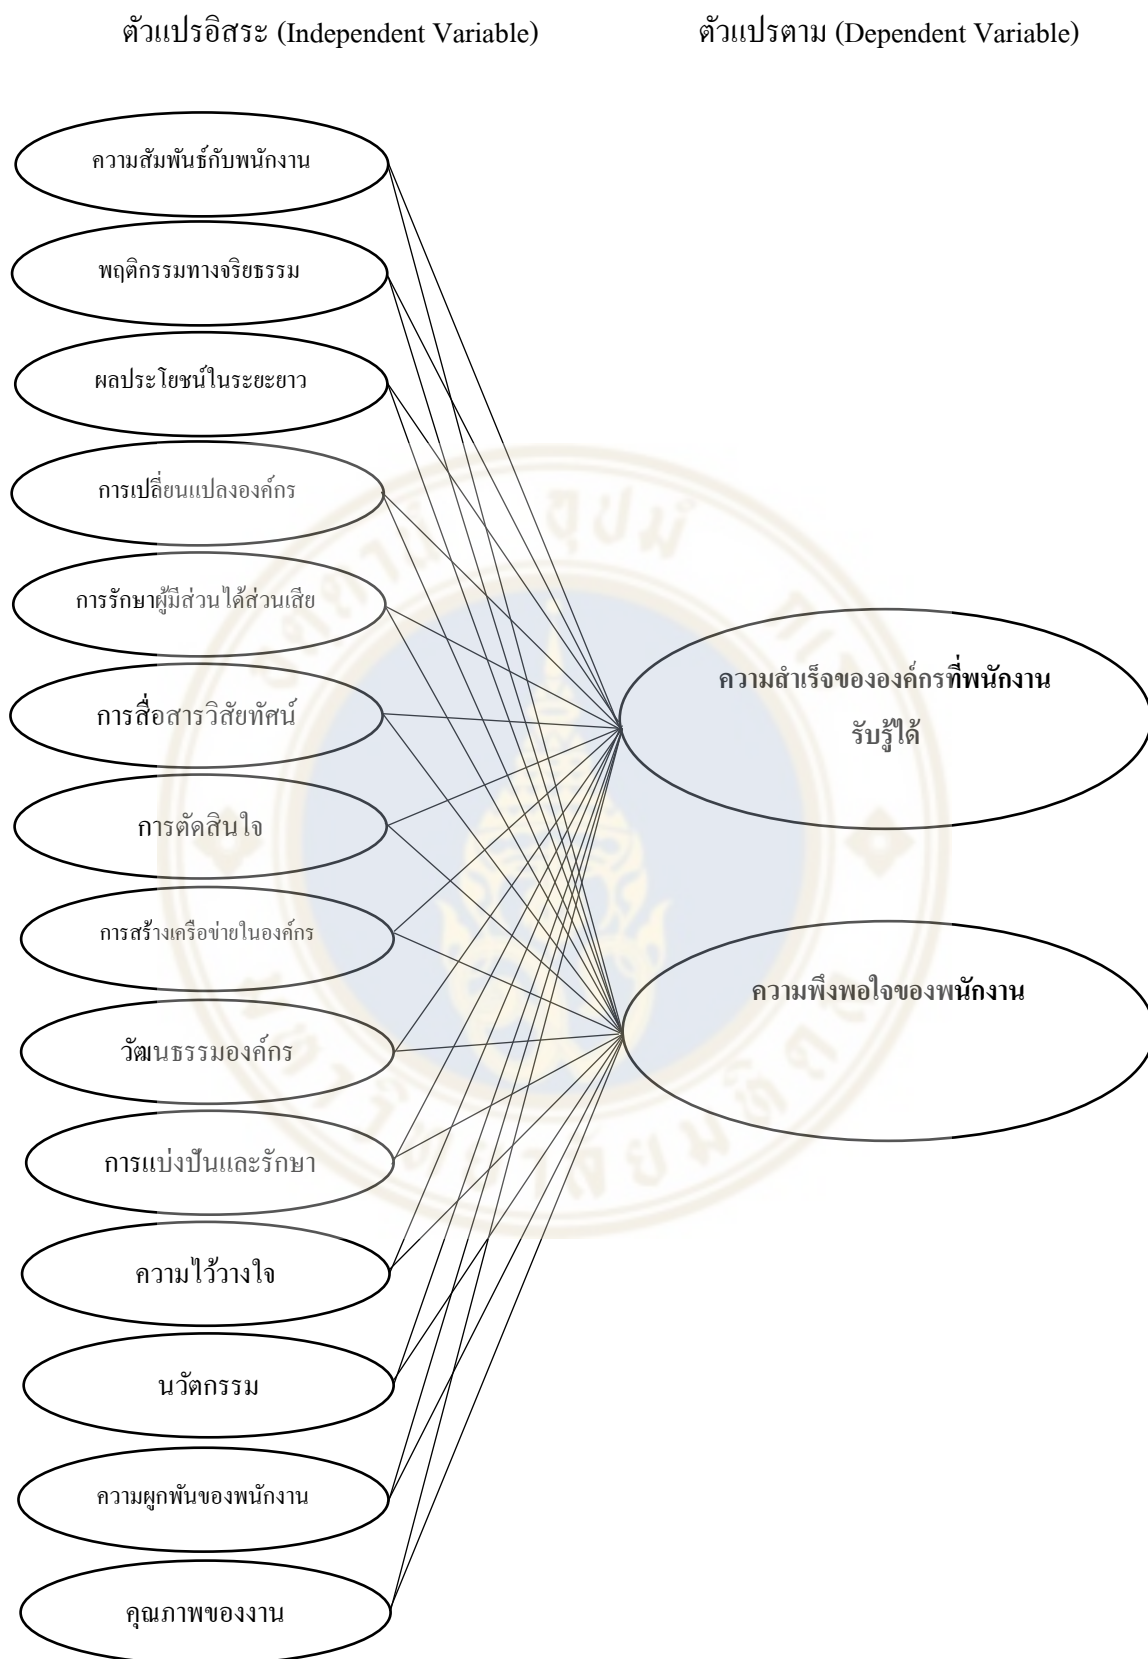 ตัวแปรอิสระ (Independent Variable)
ตัวแปรตาม (Dependent Variable)
ความสัมพันธ์กับพนักงาน
พฤติกรรมทางจริยธรรม
ผลประโยชน์ในระยะยาว
การเปลี่ยนแปลงองค์กร
การรักษาผู้มีส่วนได้ส่วนเสีย
การสื่อสารวิสัยทัศน์
การตัดสินใจ
การสร้างเครือข่ายในองค์กร
วัฒนธรรมองค์กร
การแบ่งปันและรักษา
ความไว้วางใจ
นวัตกรรม
ความผูกพันของพนักงาน
คุณภาพของงาน
ความสำเร็จขององค์กรที่พนักงาน
รับรู้ได้
ความพึงพอใจของพนักงาน